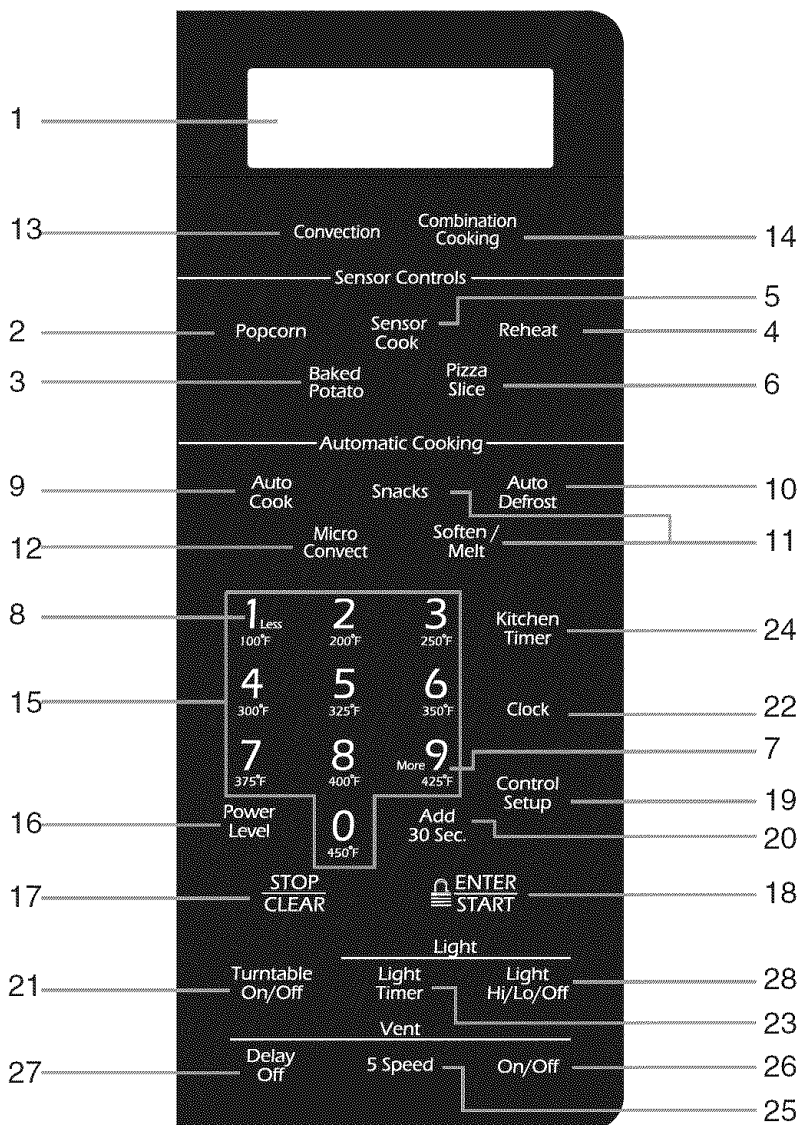 1
13 Convection Combination Cooking 14
Sensor Controls
5
2 Popcorn Sensor Cook Reheat 4
3 Baked Potato Pizza Slice 6
Automatic Cooking
9 Auto Cook Snacks Auto Defrost 10
12 Micro Convect Soften / Melt 11
8 1 Less 2 3 Kitchen Timer 24
100°F 200°F 250°F
15 4 5 6 Clock 22
300°F 325°F 350°F
7 8 More 9 7
375°F 400°F 425°F
Control Setup 19
16 Power Level 0 Add 30 Sec. 20
450°F
17 STOP CLEAR ENTER START 18
Light
21 Turntable On/Off Light Timer Light Hi/Lo/Off 28
23
Vent
27 Delay Off 5 Speed On/Off 26
25